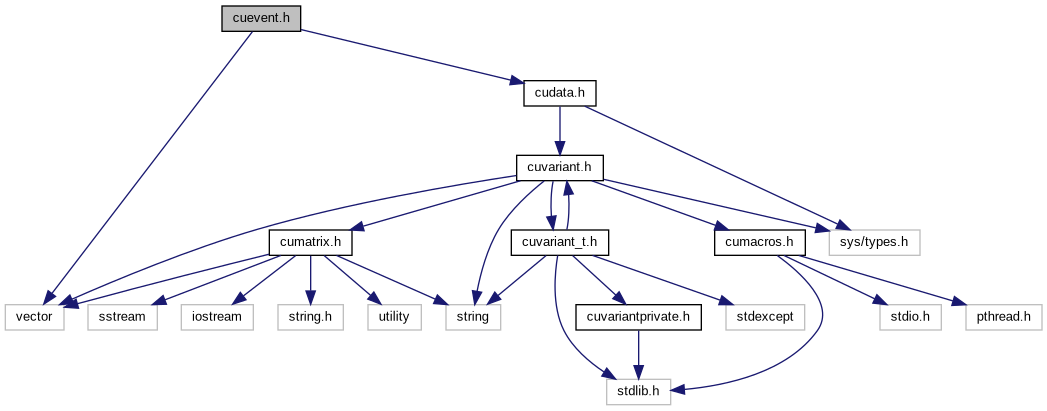 cuevent.h
cudata.h
cuvariant.h
cumatrix.h
cuvariant_t.h
cumacros.h
sys/types.h
vector
sstream
iostream
string.h
utility
string
cuvariantprivate.h
stdexcept
stdio.h
pthread.h
stdlib.h